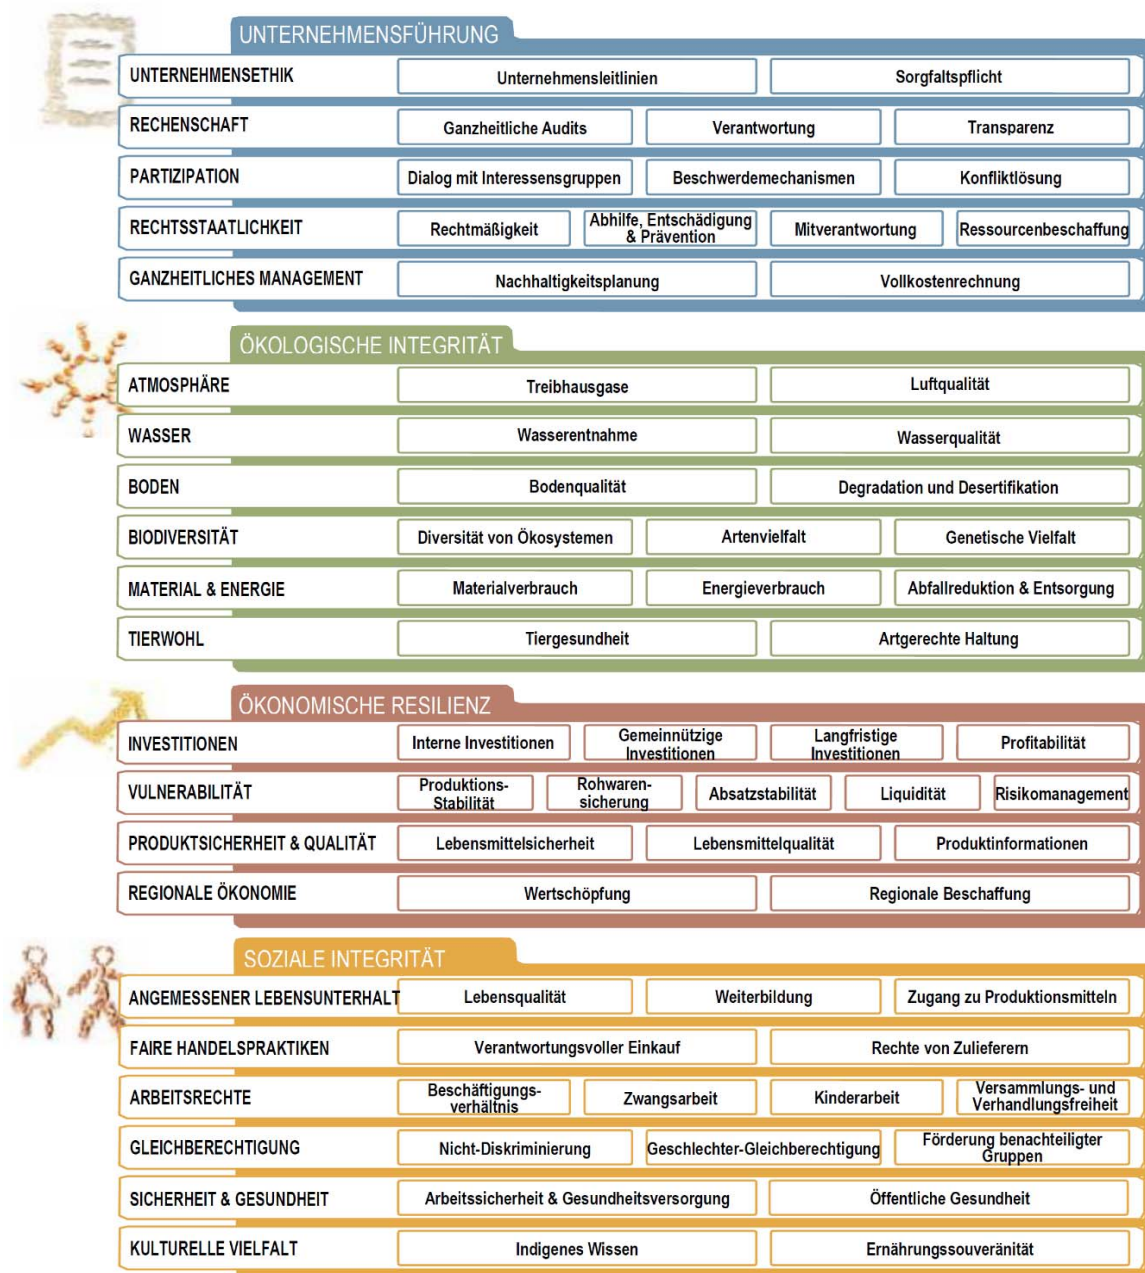 UNTERNEHMENSFÜHRUNG
UNTERNEHMENSETHIK Unternehmensleitlinien Sorgfaltspflicht
RECHENSCHAFT Ganzheitliche Audits Verantwortung Transparenz
PARTIZIPATION Dialog mit Interessensgruppen Beschwerdemechanismen Konfliktlösung
RECHTSSTAATLICHKEIT Rechtmäßigkeit Abhilfe, Entschädigung & Prävention Mitverantwortung Ressourcenbeschaffung
GANZHEITLICHES MANAGEMENT Nachhaltigkeitsplanung Vollkostenrechnung
ÖKOLOGISCHE INTEGRITÄT
ATMOSPHÄRE Treibhausgase Luftqualität
WASSER Wasserentnahme Wasserqualität
BODEN Bodenqualität Degradation und Desertifikation
BIODIVERSITÄT Diversität von Ökosystemen Artenvielfalt Genetische Vielfalt
MATERIAL & ENERGIE Materialverbrauch Energieverbrauch Abfallreduktion & Entsorgung
TIERWOHL Tiergesundheit Artgerechte Haltung
ÖKONOMISCHE RESILIENZ
INVESTITIONEN Interne Investitionen Gemeinnützige Investitionen Langfristige Investitionen Profitabilität
VULNERABILITÄT Produktions-Stabilität Rohwaren-sicherung Absatzstabilität Liquidität Risikomanagement
PRODUKTSICHERHEIT & QUALITÄT Lebensmittelsicherheit Lebensmittelqualität Produktinformationen
REGIONALE ÖKONOMIE Wertschöpfung Regionale Beschaffung
SOZIALE INTEGRITÄT
ANGEMESSENER LEBENSUNTERHALT Lebensqualität Weiterbildung Zugang zu Produktionsmitteln
FAIRE HANDELSPRAKTIKEN Verantwortungsvoller Einkauf Rechte von Zulieferern
ARBEITSRECHTE Beschäftigungs-verhältnis Zwangsarbeit Kinderarbeit Versammlungs- und Verhandlungsfreiheit
GLEICHBERECHTIGUNG Nicht-Diskriminierung Geschlechter-Gleichberechtigung Förderung benachteiligter Gruppen
SICHERHEIT & GESUNDHEIT Arbeitssicherheit & Gesundheitsversorgung Öffentliche Gesundheit
KULTURELLE VIELFALT Indigenes Wissen Ernährungssouveränität